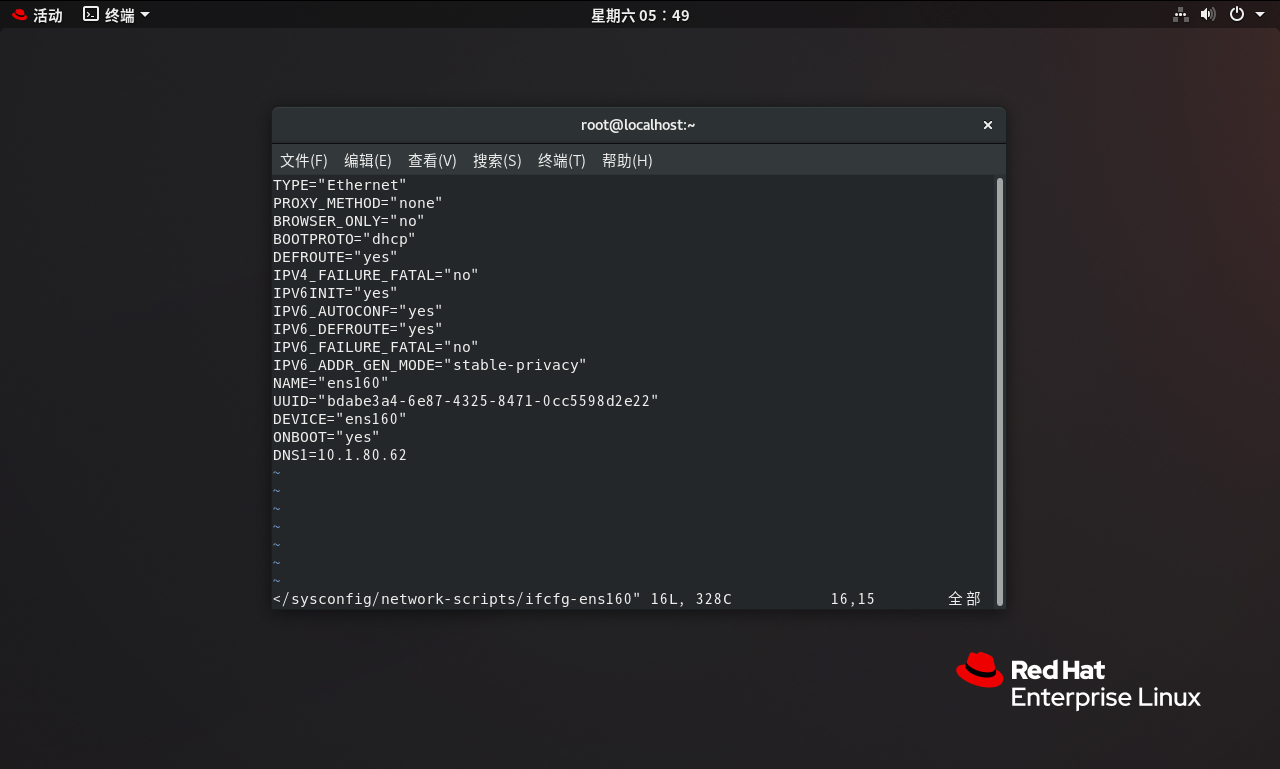 活动 终端 星期六 05：49
root@localhost:~
文件(F) 编辑(E) 查看(V) 搜索(S) 终端(T) 帮助(H)
TYPE="Ethernet"
PROXY_METHOD="none"
BROWSER_ONLY="no"
BOOTPROTO="dhcp"
DEFROUTE="yes"
IPV4_FAILURE_FATAL="no"
IPV6INIT="yes"
IPV6_AUTOCONF="yes"
IPV6_DEFROUTE="yes"
IPV6_FAILURE_FATAL="no"
IPV6_ADDR_GEN_MODE="stable-privacy"
NAME="ens160"
UUID="bdabe3a4-6e87-4325-8471-0cc5598d2e22"
DEVICE="ens160"
ONBOOT="yes"
DNS1=10.1.80.62
~
~
~
~
~
~
~
</sysconfig/network-scripts/ifcfg-ens160" 16L, 328C 16,15 全部
Red Hat
Enterprise Linux